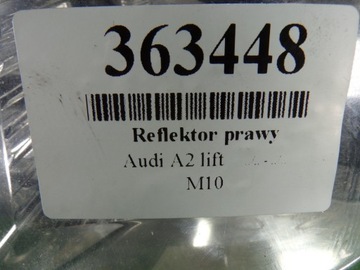 363448
Reflektor prawy
Audi A2 lift
M10